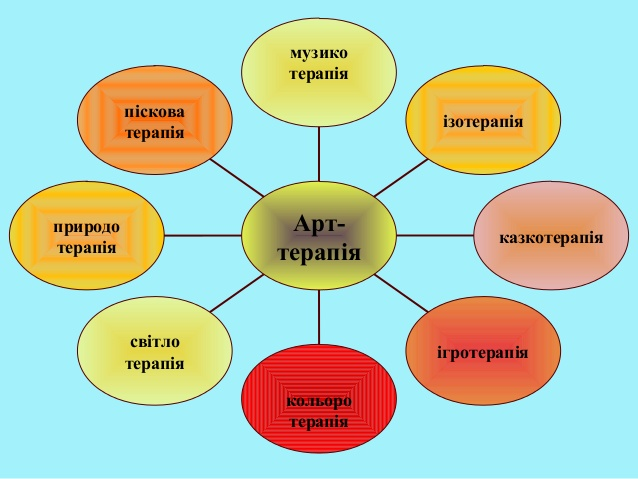 музико
терапія
піскова
терапія
ізотерапія
природо
терапія
Арт-
терапія
казкотерапія
світло
терапія
ігротерапія
кольоро
терапія